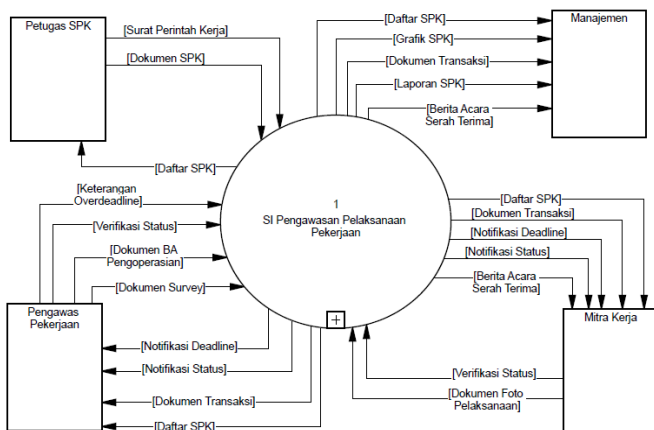 Petugas SPK
[Surat Perintah Kerja]
[Dokumen SPK]
[Daftar SPK]
[Daftar SPK]
[Grafik SPK]
[Dokumen Transaksi]
[Laporan SPK]
[Berita Acara
Serah Terima]
Manajemen
1
SI Pengawasan Pelaksanaan
Pekerjaan
[Keterangan
Overdeadline]
[Verifikasi Status]
[Dokumen BA
Pengoperasian]
[Dokumen Survey]
Pengawas
Pekerjaan
[Notifikasi Deadline]
[Notifikasi Status]
[Dokumen Transaksi]
[Daftar SPK]
[Daftar SPK]
[Dokumen Transaksi]
[Notifikasi Deadline]
[Notifikasi Status]
[Berita Acara
Serah Terima]
Mitra Kerja
[Verifikasi Status]
[Dokumen Foto
Pelaksanaan]